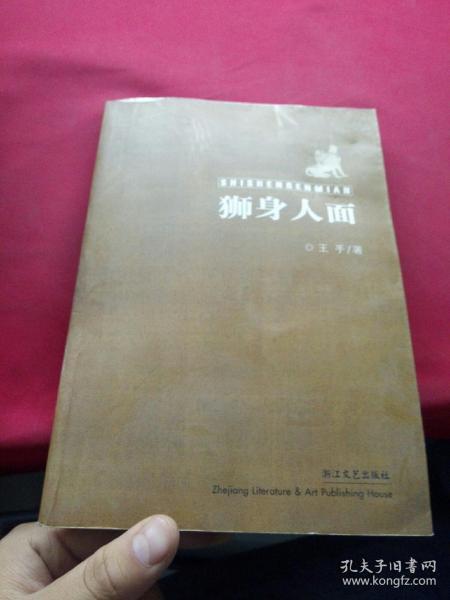 SHISHENRENMIAN
狮身人面
王 手/著
浙江文艺出版社
Zhejiang Literature & Art Publishing House
孔夫子旧书网
www.kongfz.com